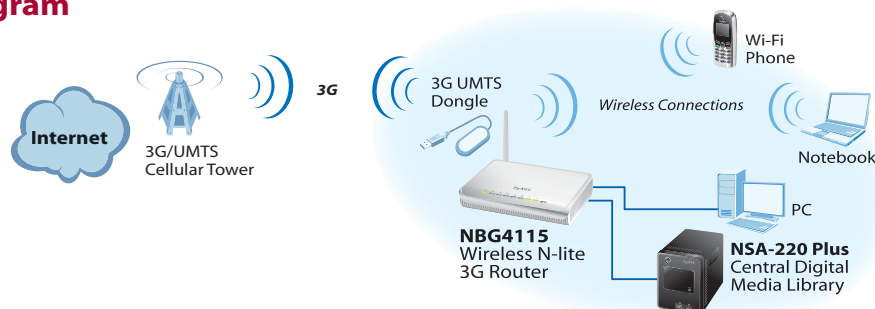 gram
Internet
3G/UMTS
Cellular Tower
3G
3G UMTS
Dongle
Wireless Connections
Wi-Fi
Phone
Notebook
PC
ZyXEL
NBG4115
Wireless N-lite
3G Router
NSA-220 Plus
Central Digital
Media Library